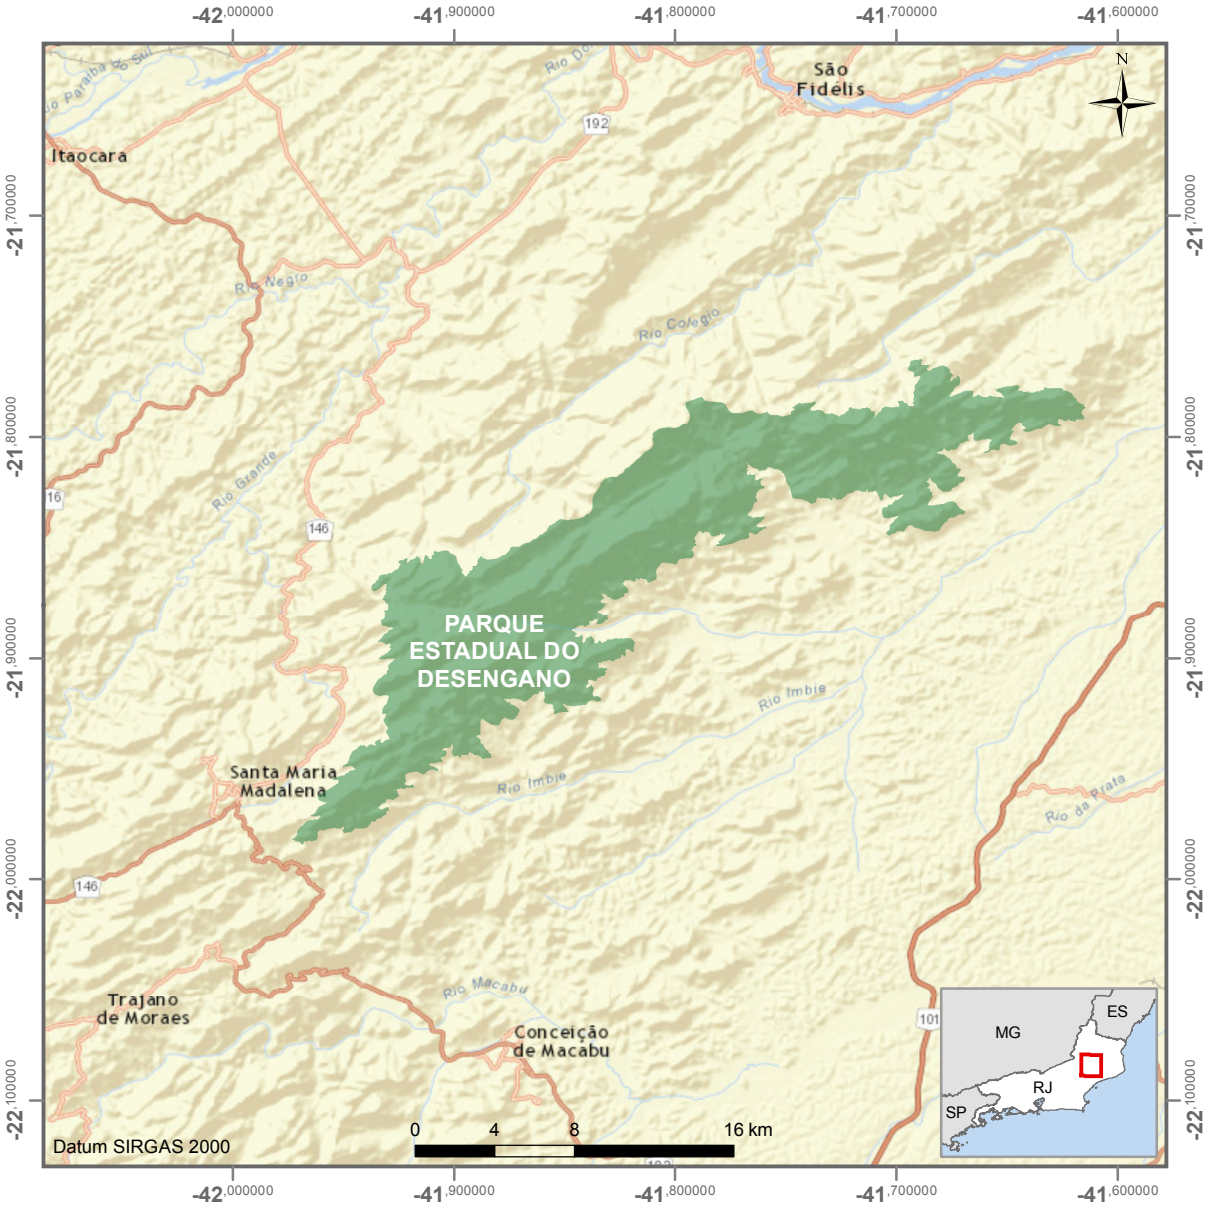 -42,000000
-41,900000
-41,800000
-41,700000
-41,600000
N
Rio Paraíba do Sul
Rio Do
São
Fidélis
192
Itaocara
-21,700000
-21,700000
Rio Negro
Rio Colegio
-21,800000
-21,800000
Rio Grande
16
146
PARQUE
ESTADUAL DO
DESENGANO
-21,900000
-21,900000
Rio Imbie
Santa Maria
Madalena
Rio Imbie
Rio da Prata
146
-22,000000
-22,000000
Rio Macabu
Trajano
de Moraes
101
Conceição
de Macabu
MG
ES
RJ
SP
-22,100000
-22,100000
Datum SIRGAS 2000
0 4 8 16 km
-42,000000
-41,900000
-41,800000
-41,700000
-41,600000